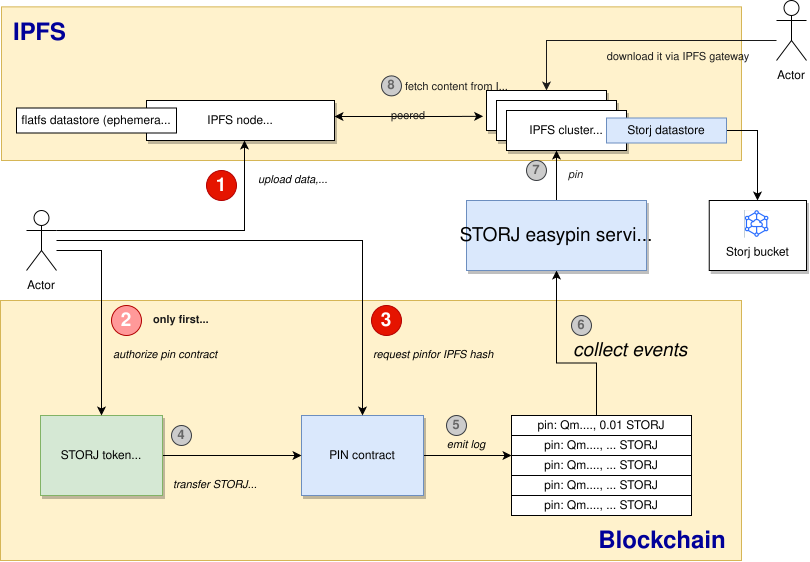 IPFS
download it via IPFS gateway
Actor
8
fetch content from I...
peered
flatfs datastore (ephemera...
IPFS node...
IPFS cluster...
Storj datastore
1
upload data,...
7
pin
STORJ easypin servi...
Storj bucket
Actor
2
only first...
authorize pin contract
3
request pinfor IPFS hash
6
collect events
STORJ token...
4
transfer STORJ...
PIN contract
5
emit log
pin: Qm...., 0.01 STORJ
pin: Qm...., ... STORJ
pin: Qm...., ... STORJ
pin: Qm...., ... STORJ
pin: Qm...., ... STORJ
Blockchain